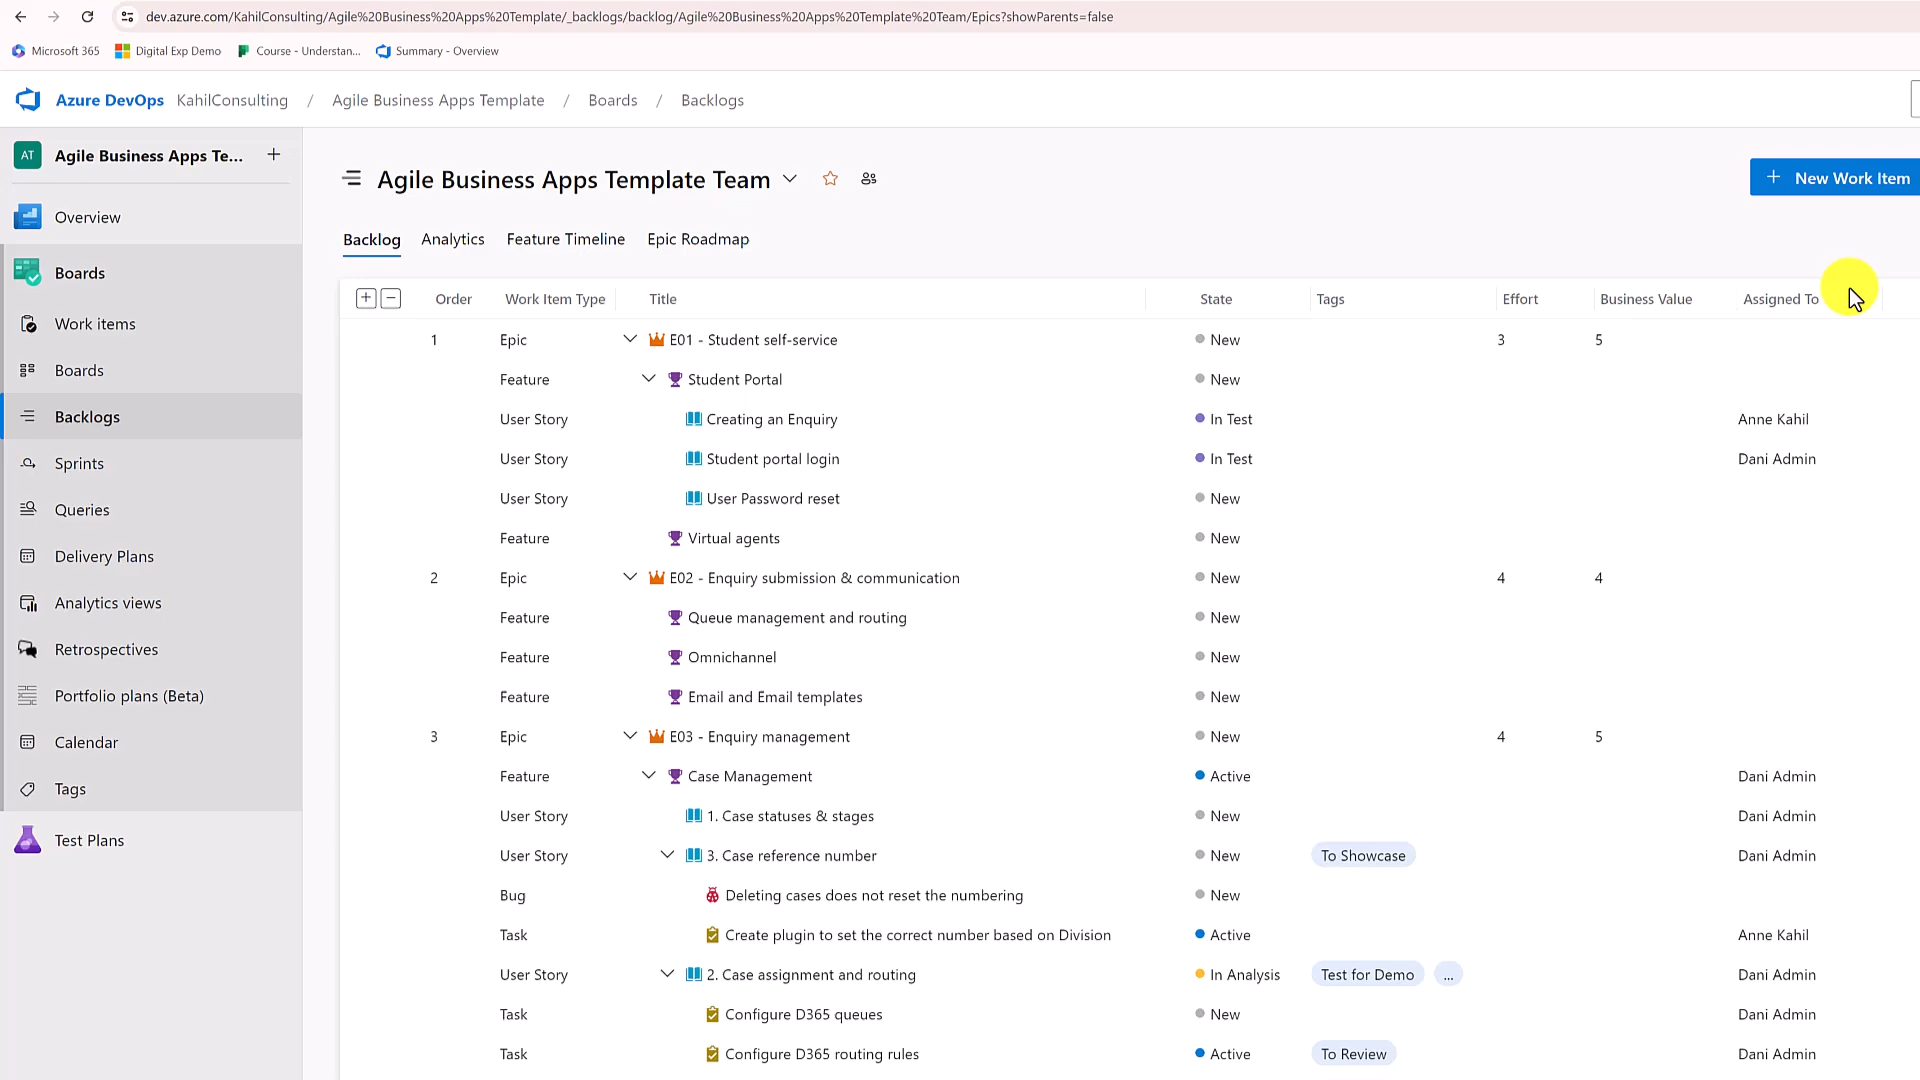 dev.azure.com/KahilConsulting/Agile%20Business%20Apps%20Template/_backlogs/backlog/Agile%20Business%20Apps%20Template%20Team/Epics?showParents=false
Microsoft 365 Digital Exp Demo Course - Understan... Summary - Overview
Azure DevOps KahilConsulting / Agile Business Apps Template / Boards / Backlogs
AT Agile Business Apps Te... +
Overview
Boards
Work items
Boards
Backlogs
Sprints
Queries
Delivery Plans
Analytics views
Retrospectives
Portfolio plans (Beta)
Calendar
Tags
Test Plans
Agile Business Apps Template Team
+ New Work Item
Backlog Analytics Feature Timeline Epic Roadmap
Order Work Item Type Title State Tags Effort Business Value Assigned To
1 Epic E01 - Student self-service New 3 5
Feature Student Portal New
User Story Creating an Enquiry In Test Anne Kahil
User Story Student portal login In Test Dani Admin
User Story User Password reset New
Feature Virtual agents New
2 Epic E02 - Enquiry submission & communication New 4 4
Feature Queue management and routing New
Feature Omnichannel New
Feature Email and Email templates New
3 Epic E03 - Enquiry management New 4 5
Feature Case Management Active Dani Admin
User Story 1. Case statuses & stages New Dani Admin
User Story 3. Case reference number New To Showcase Dani Admin
Bug Deleting cases does not reset the numbering New
Task Create plugin to set the correct number based on Division Active Anne Kahil
User Story 2. Case assignment and routing In Analysis Test for Demo ... Dani Admin
Task Configure D365 queues New Dani Admin
Task Configure D365 routing rules Active To Review Dani Admin